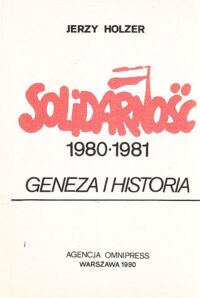 JERZY HOLZER
SOLIDARNOŚĆ
1980-1981
GENEZA I HISTORIA
AGENCJA OMNIPRESS
WARSZAWA 1990